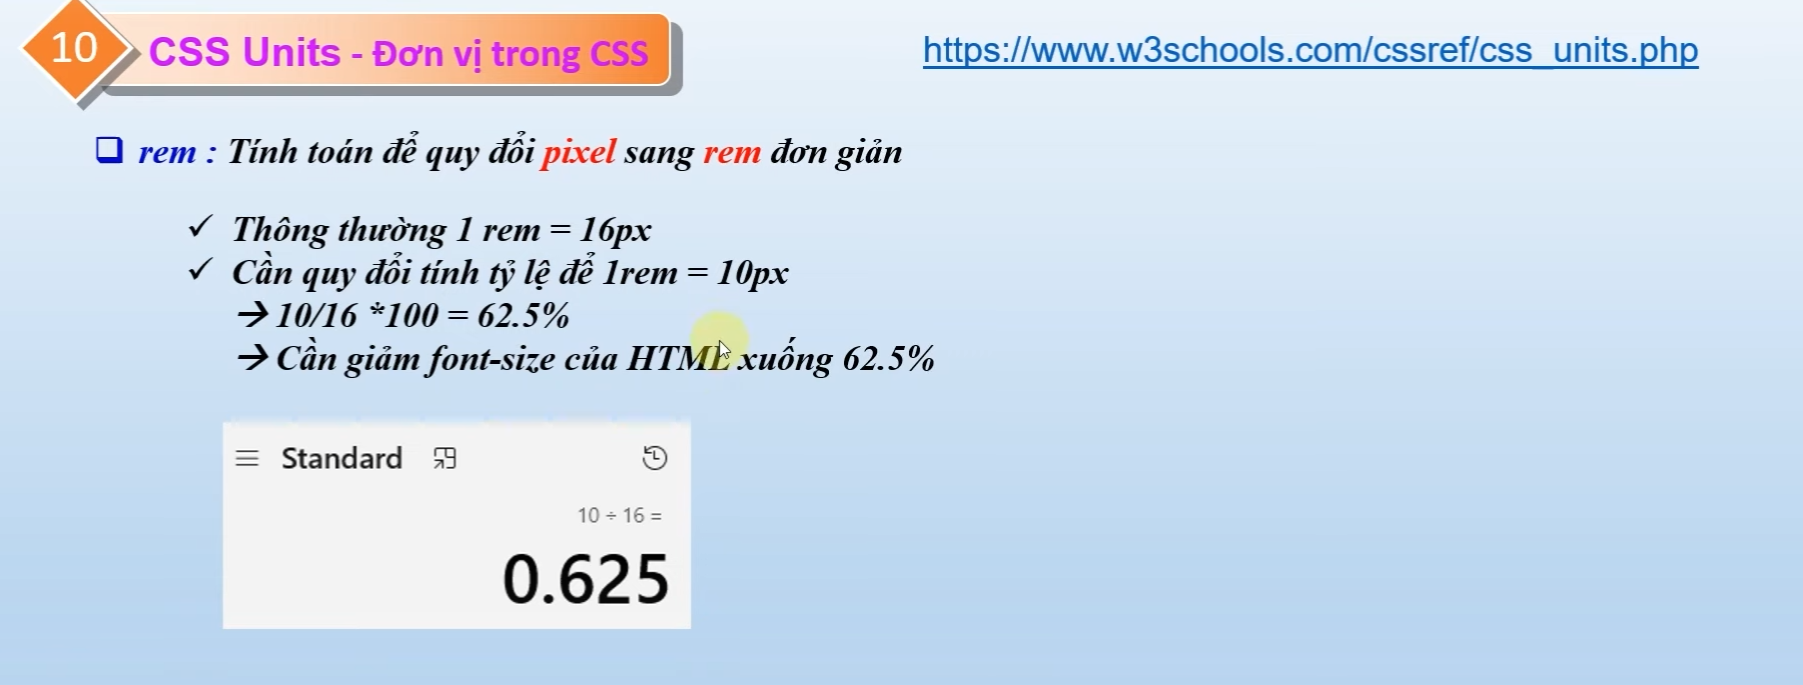 10
CSS Units - Đơn vị trong CSS
https://www.w3schools.com/cssref/css_units.php
rem : Tính toán để quy đổi pixel sang rem đơn giản
Thông thường 1 rem = 16px
Cần quy đổi tính tỷ lệ để 1rem = 10px
→ 10/16 *100 = 62.5%
→ Cần giảm font-size của HTML xuống 62.5%
Standard
10 ÷ 16 =
0.625